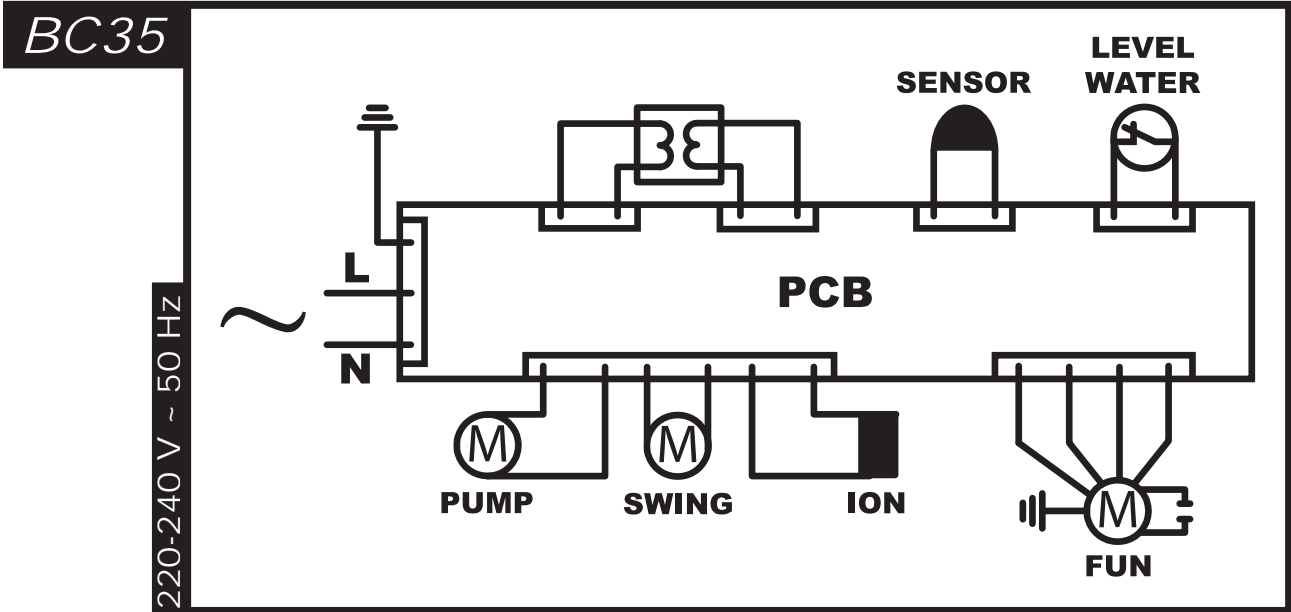 BC35
LEVEL
WATER
SENSOR
L
PCB
N
220-240 V ~ 50 Hz
~
M
M
M
PUMP
SWING
ION
FUN